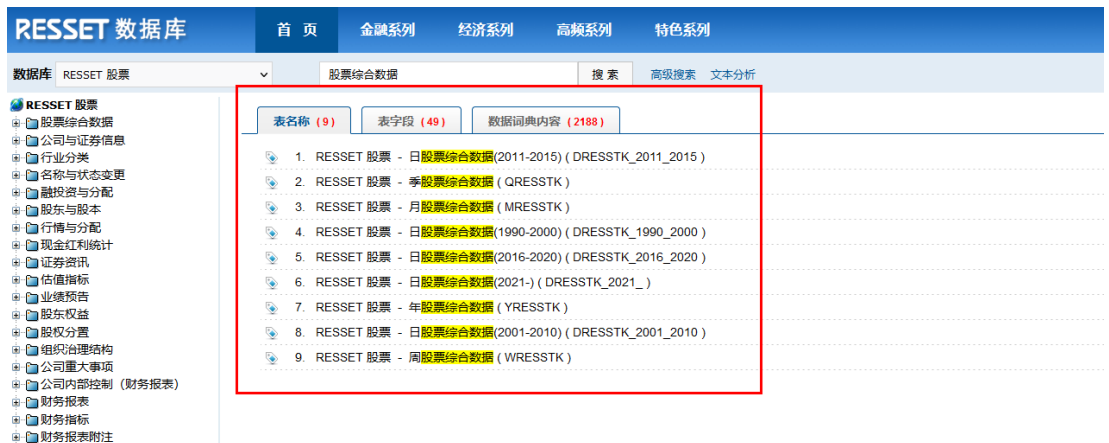 RESSET 数据库 首 页 金融系列 经济系列 高频系列 特色系列
数据库 RESSET 股票 股票综合数据 搜 索 高级搜索 文本分析
RESSET 股票
股票综合数据
公司与证券信息
行业分类
名称与状态变更
融投资与分配
股东与股本
行情与分配
现金红利统计
证券资讯
估值指标
业绩预告
股东权益
股权分置
组织治理结构
公司重大事项
公司内部控制（财务报表）
财务报表
财务指标
财务报表附注
表名称 ( 9 ) 表字段 ( 49 ) 数据词典内容 ( 2188 )
1. RESSET 股票 - 日股票综合数据(2011-2015) ( DRESSTK_2011_2015 )
2. RESSET 股票 - 季股票综合数据 ( QRESSTK )
3. RESSET 股票 - 月股票综合数据 ( MRESSTK )
4. RESSET 股票 - 日股票综合数据(1990-2000) ( DRESSTK_1990_2000 )
5. RESSET 股票 - 日股票综合数据(2016-2020) ( DRESSTK_2016_2020 )
6. RESSET 股票 - 日股票综合数据(2021-) ( DRESSTK_2021_ )
7. RESSET 股票 - 年股票综合数据 ( YRESSTK )
8. RESSET 股票 - 日股票综合数据(2001-2010) ( DRESSTK_2001_2010 )
9. RESSET 股票 - 周股票综合数据 ( WRESSTK )